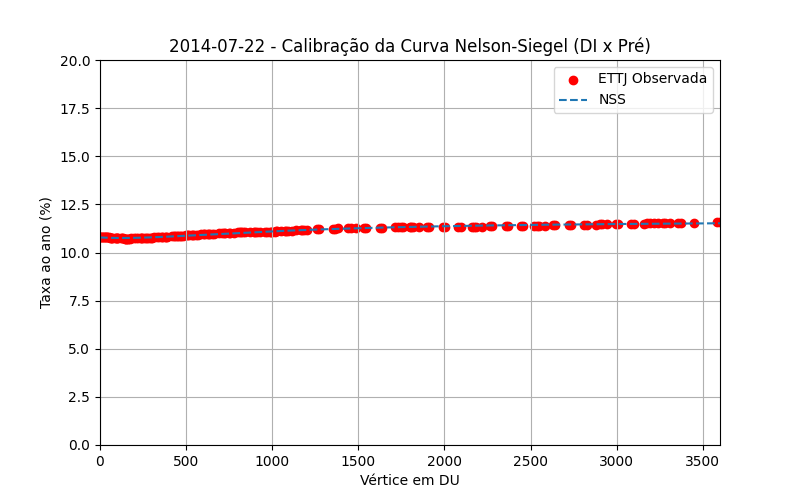 2014-07-22 - Calibração da Curva Nelson-Siegel (DI x Pré)
ETTJ Observada
NSS
Taxa ao ano (%)
20.0
17.5
15.0
12.5
10.0
7.5
5.0
2.5
0.0
0 500 1000 1500 2000 2500 3000 3500
Vértice em DU